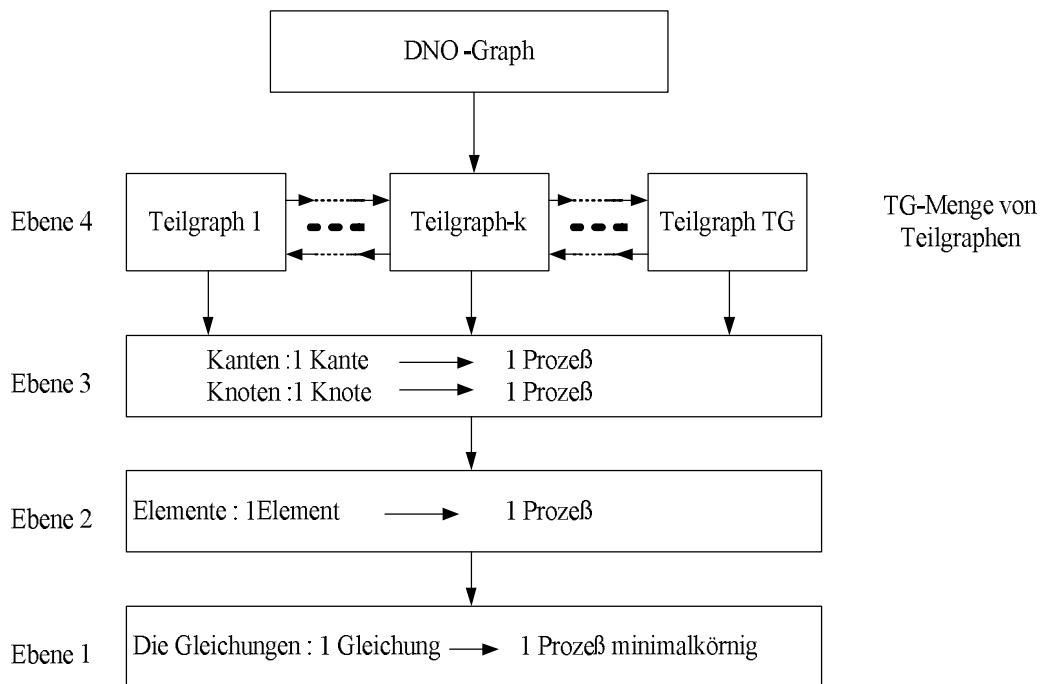 DNO -Graph
Ebene 4
Teilgraph 1
Teilgraph-k
Teilgraph TG
TG-Menge von
Teilgraphen
Ebene 3
Kanten :1 Kante 1 Prozeß
Knoten :1 Knote 1 Prozeß
Ebene 2
Elemente : 1Element 1 Prozeß
Ebene 1
Die Gleichungen : 1 Gleichung 1 Prozeß minimalkörnig